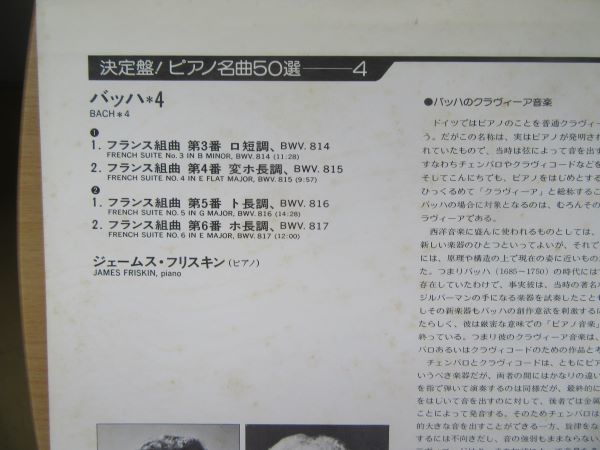 決定盤！ピアノ名曲50選——4
バッハ＊4
BACH＊4
❶
1. フランス組曲 第3番 ロ短調、BWV. 814
FRENCH SUITE No. 3 IN B MINOR, BWV. 814 (11:28)
2. フランス組曲 第4番 変ホ長調、BWV. 815
FRENCH SUITE NO. 4 IN E FLAT MAJOR, BWV. 815 (9:57)
❷
1. フランス組曲 第5番 ト長調、BWV. 816
FRENCH SUITE No. 5 IN G MAJOR, BWV. 816 (14:28)
2. フランス組曲 第6番 ホ長調、BWV. 817
FRENCH SUITE No. 6 IN E MAJOR, BWV. 817 (12:00)
ジェームス・フリスキン（ピアノ）
JAMES FRISKIN, piano
●バッハのクラヴィーア音楽
ドイツではピアノのことを普通クラヴィー
う。だがこの名称は、実はピアノが発明され
れていたもので、当時は弦によって音を出す
すなわちチェンバロやクラヴィコードなどを
そしてこんにちでも、ピアノをはじめとする
ひっくるめて「クラヴィーア」と総称するこ
バッハの場合に対象となるのは、むろんその
ラヴィーアである。
西洋音楽に盛んに使われるものとしては、
新しい楽器のひとつといってよいが、それで
には、原理や構造の上で現在の姿に近いもの
た。つまりバッハ（1685〜1750）の時代には
存在していたわけで、事実彼は、当時の著名
ジルバーマンの手になる楽器を試奏したこと
しその新楽器もバッハの創作意欲を刺激する
たらしく、彼は厳密な意味での「ピアノ音楽」
終っている。つまり彼のクラヴィーア音楽は、
バロあるいはクラヴィコードのための作品と
チェンバロとクラヴィコードは、ともにピ
いうべき楽器だが、両者の間にはかなりの違い
を指で弾いて演奏するのは同様だが、最終的に
をはじいて音を出すのに対して、後者では金属
ことによって発音する。そのためチェンバロは
的大きな音を出すことができる一方、旋律をな
するには不向きだし、音の強弱もままならない